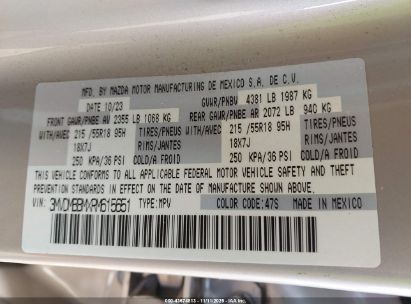 MFD. BY MAZDA MOTOR MANUFACTURING DE MEXICO S.A. DE C.V.
DATE 10/23 GVWR/PNBV 4381 LB 1987 KG
FRONT GAWR/PNBE AV 2355 LB 1068 KG REAR GAWR/PNBE AR 2072 LB 940 KG
WITH/AVEC 215 /55R18 95H TIRES/PNEUS WITH/AVEC 215 /55R18 95H TIRES/PNEUS
18X7J RIMS/JANTES 18X7J RIMS/JANTES
250 KPA/36 PSI COLD/A FROID 250 KPA/36 PSI COLD/A FROID
THIS VEHICLE CONFORMS TO ALL APPLICABLE FEDERAL MOTOR VEHICLE SAFETY AND THEFT
PREVENTION STANDARDS IN EFFECT ON THE DATE OF MANUFACTURE SHOWN ABOVE.
VIN: TYPE: MPV COLOR CODE: 47S MADE IN MEXICO